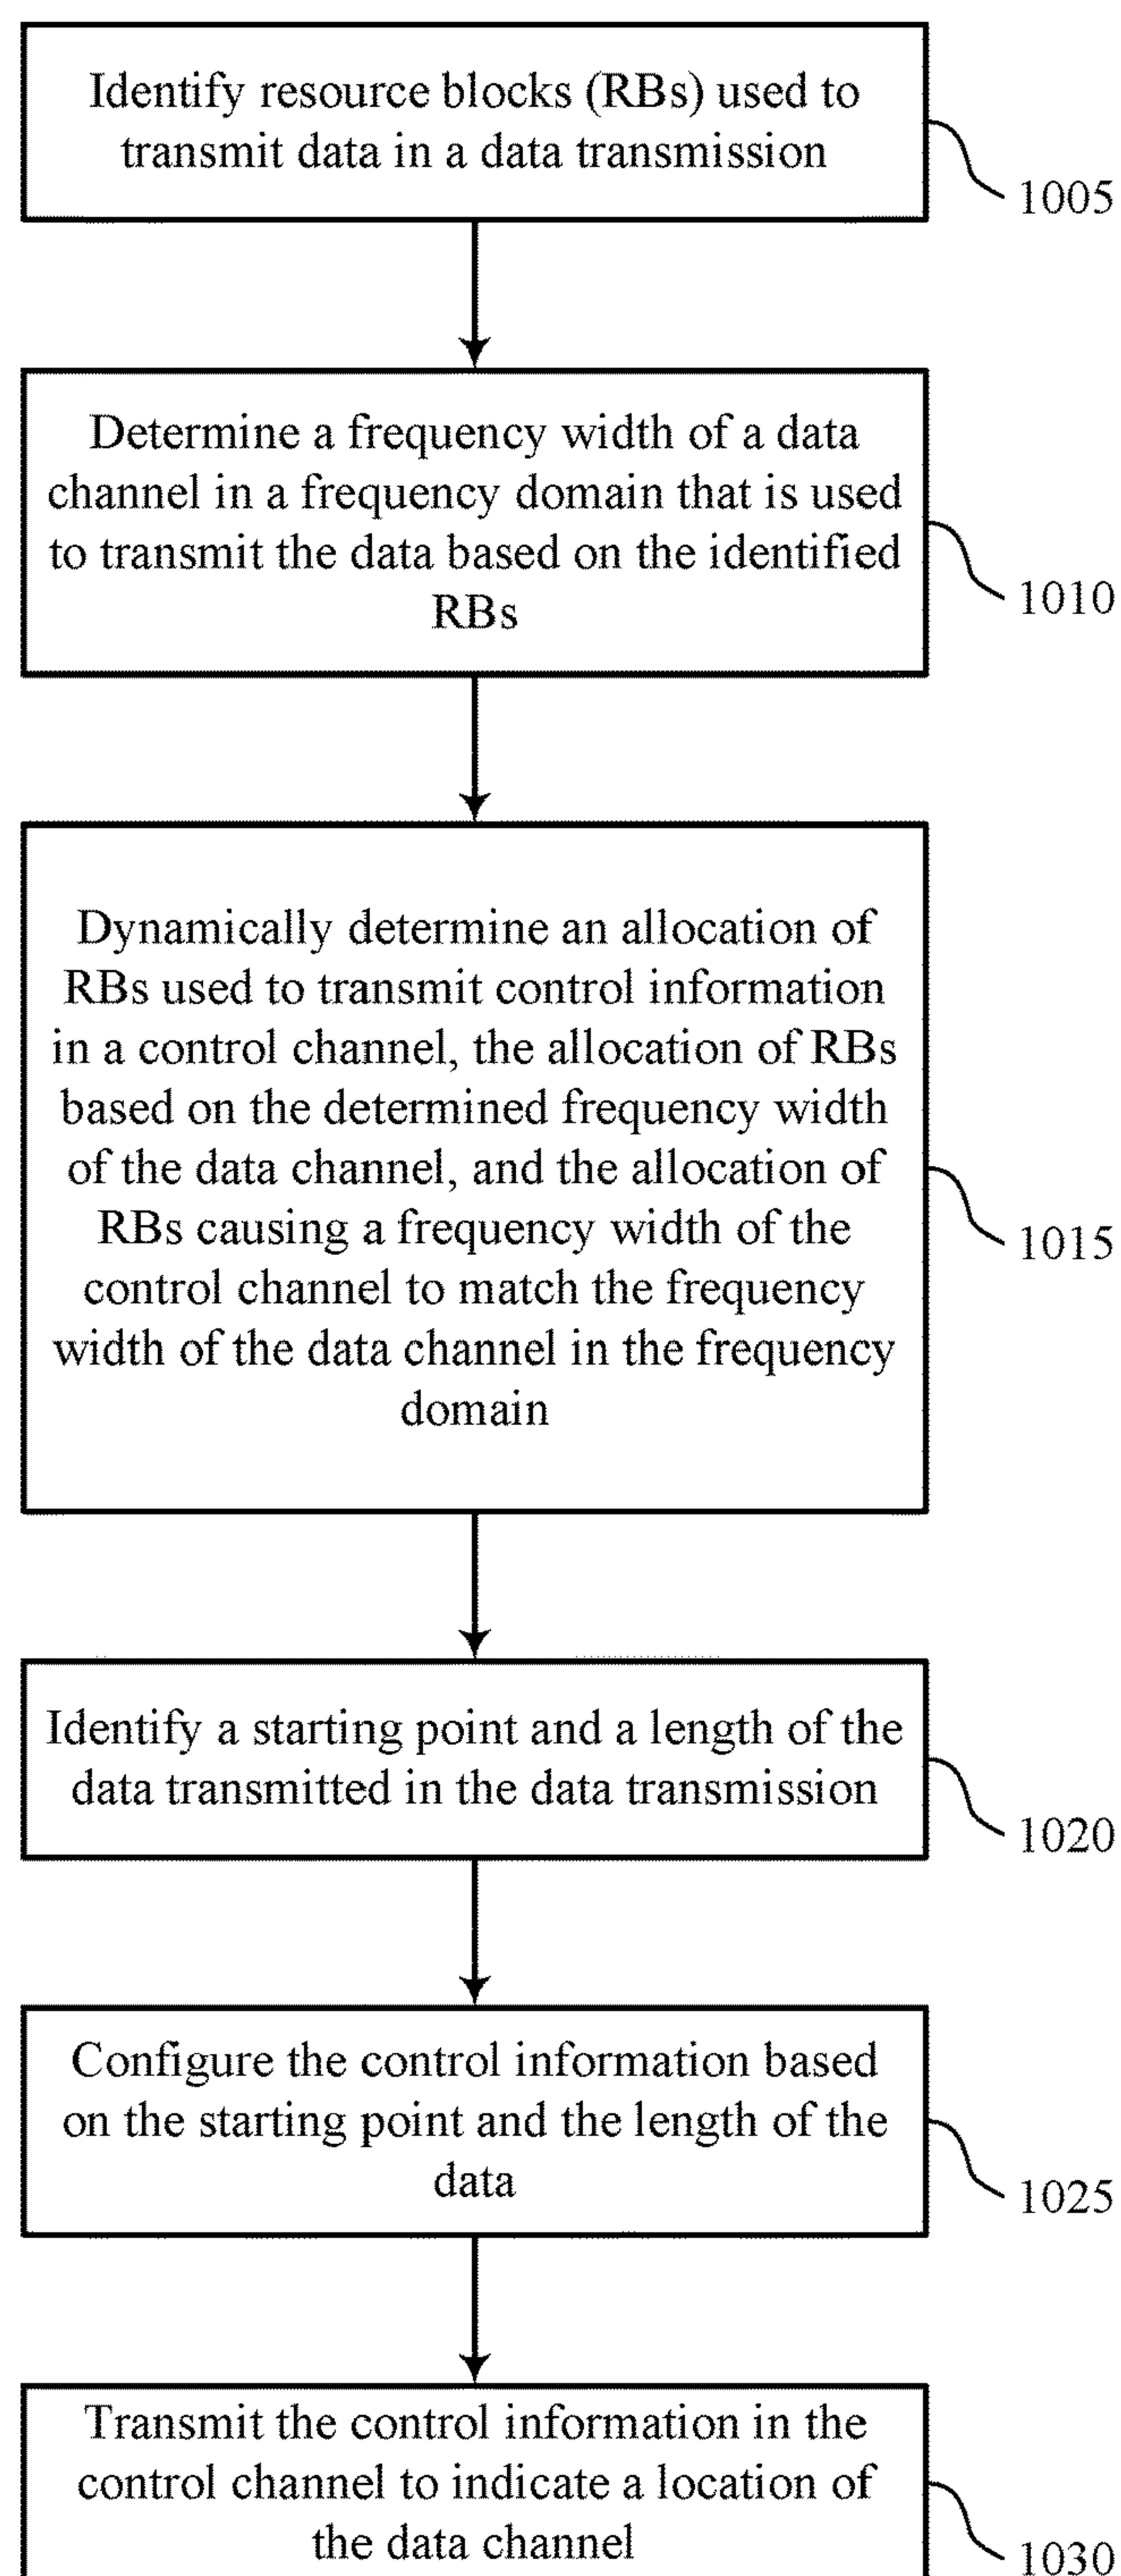 Identify resource blocks (RBs) used to
transmit data in a data transmission
1005
Determine a frequency width of a data
channel in a frequency domain that is used
to transmit the data based on the identified
RBs
1010
Dynamically determine an allocation of
RBs used to transmit control information
in a control channel, the allocation of RBs
based on the determined frequency width
of the data channel, and the allocation of
RBs causing a frequency width of the
control channel to match the frequency
width of the data channel in the frequency
domain
1015
Identify a starting point and a length of the
data transmitted in the data transmission
1020
Configure the control information based
on the starting point and the length of the
data
1025
Transmit the control information in the
control channel to indicate a location of
the data channel
1030